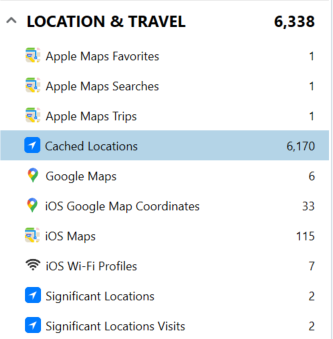 LOCATION & TRAVEL 6,338
Apple Maps Favorites 1
Apple Maps Searches 1
Apple Maps Trips 1
Cached Locations 6,170
Google Maps 6
iOS Google Map Coordinates 33
iOS Maps 115
iOS Wi-Fi Profiles 7
Significant Locations 2
Significant Locations Visits 2